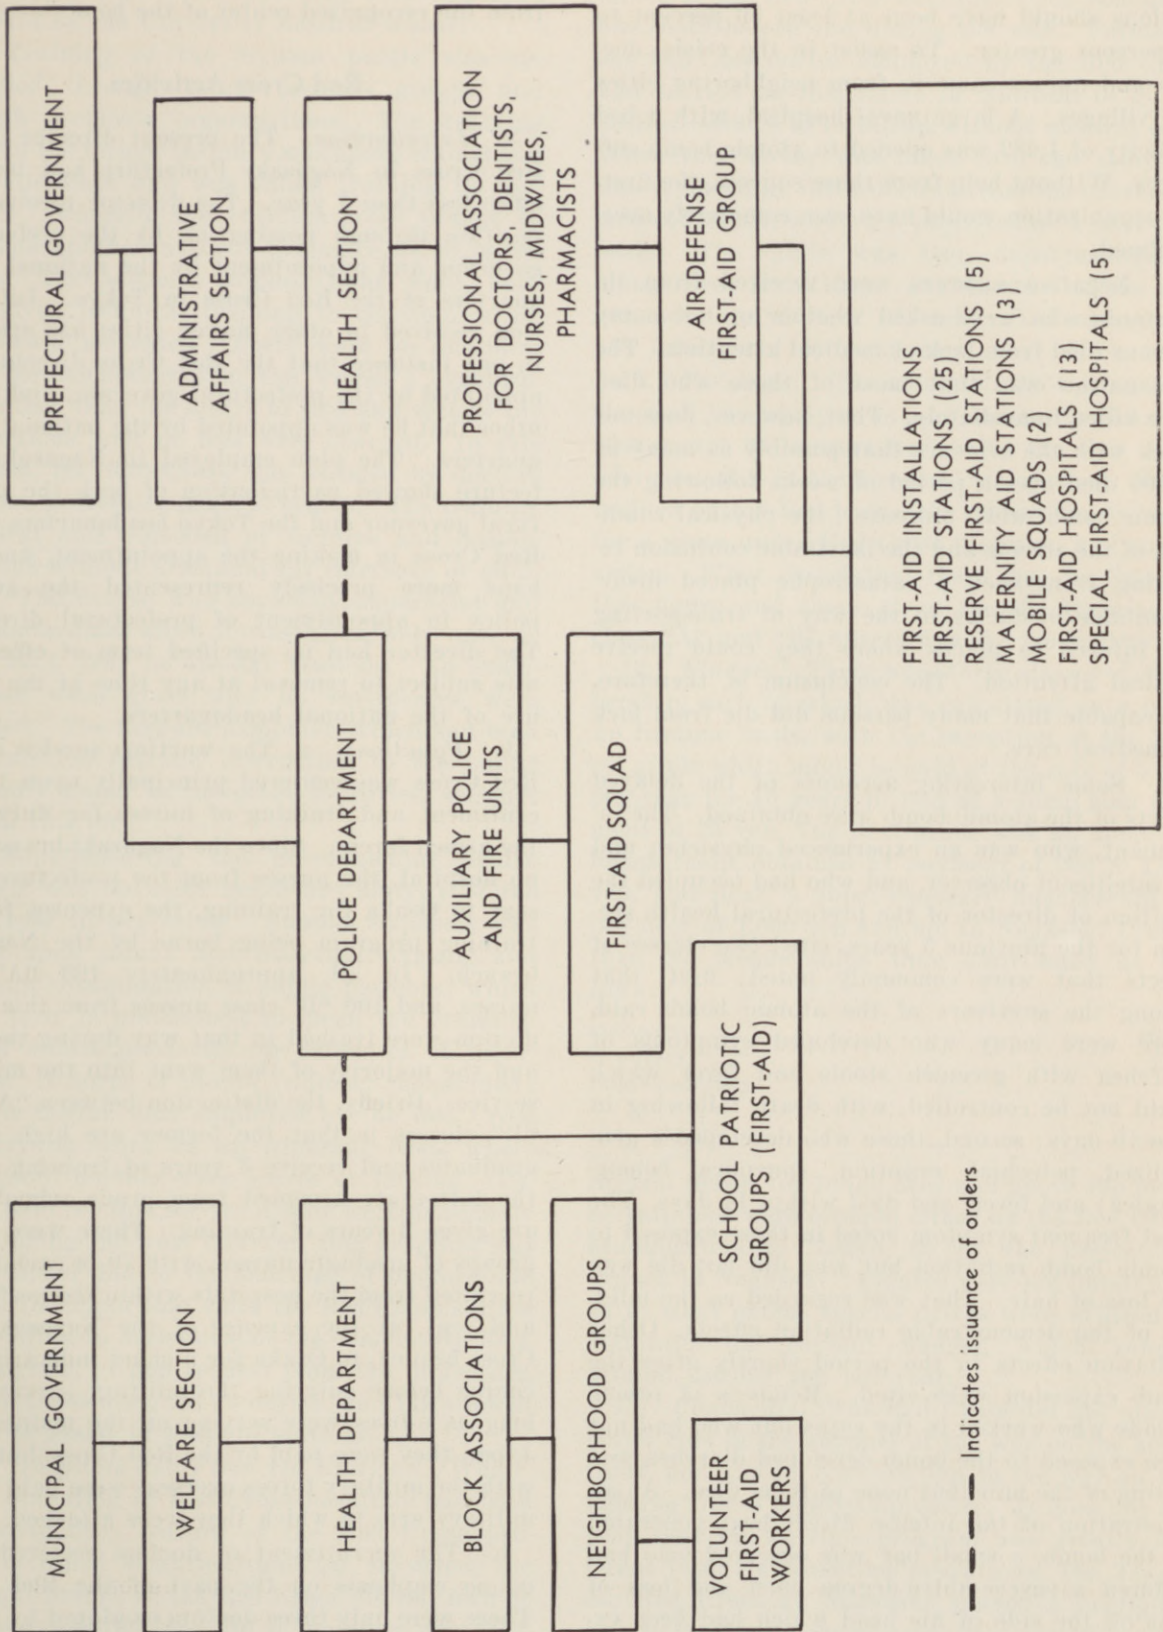 MUNICIPAL GOVERNMENT
WELFARE SECTION
HEALTH DEPARTMENT
BLOCK ASSOCIATIONS
NEIGHBORHOOD GROUPS
VOLUNTEER
FIRST-AID
WORKERS
SCHOOL PATRIOTIC
GROUPS (FIRST-AID)
POLICE DEPARTMENT
AUXILIARY POLICE
AND FIRE UNITS
FIRST-AID SQUAD
PREFECTURAL GOVERNMENT
ADMINISTRATIVE
AFFAIRS SECTION
HEALTH SECTION
PROFESSIONAL ASSOCIATION
FOR DOCTORS, DENTISTS,
NURSES, MIDWIVES,
PHARMACISTS
AIR-DEFENSE
FIRST-AID GROUP
FIRST-AID INSTALLATIONS
FIRST-AID STATIONS (25)
RESERVE FIRST-AID STATIONS (5)
MATERNITY AID STATIONS (3)
MOBILE SQUADS (2)
FIRST-AID HOSPITALS (13)
SPECIAL FIRST-AID HOSPITALS (5)
Indicates issuance of orders